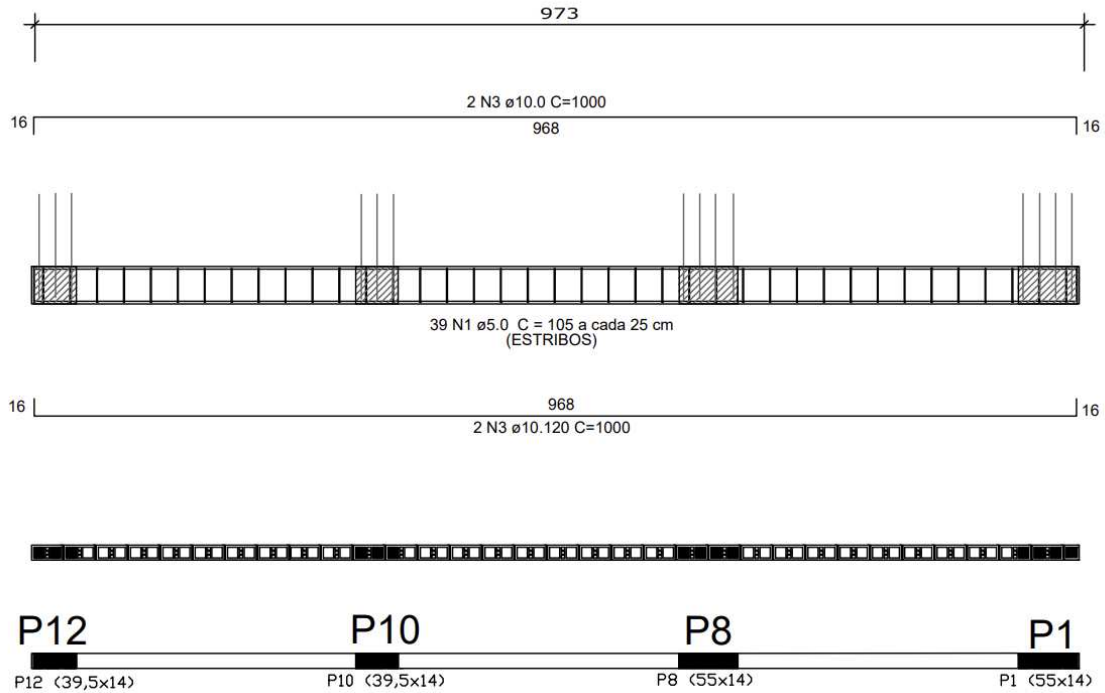 973
2 N3 ø10.0 C=1000
16 968 16
39 N1 ø5.0 C = 105 a cada 25 cm
(ESTRIBOS)
16 968 16
2 N3 ø10.120 C=1000
P12 P10 P8 P1
P12 (39,5x14) P10 (39,5x14) P8 (55x14) P1 (55x14)